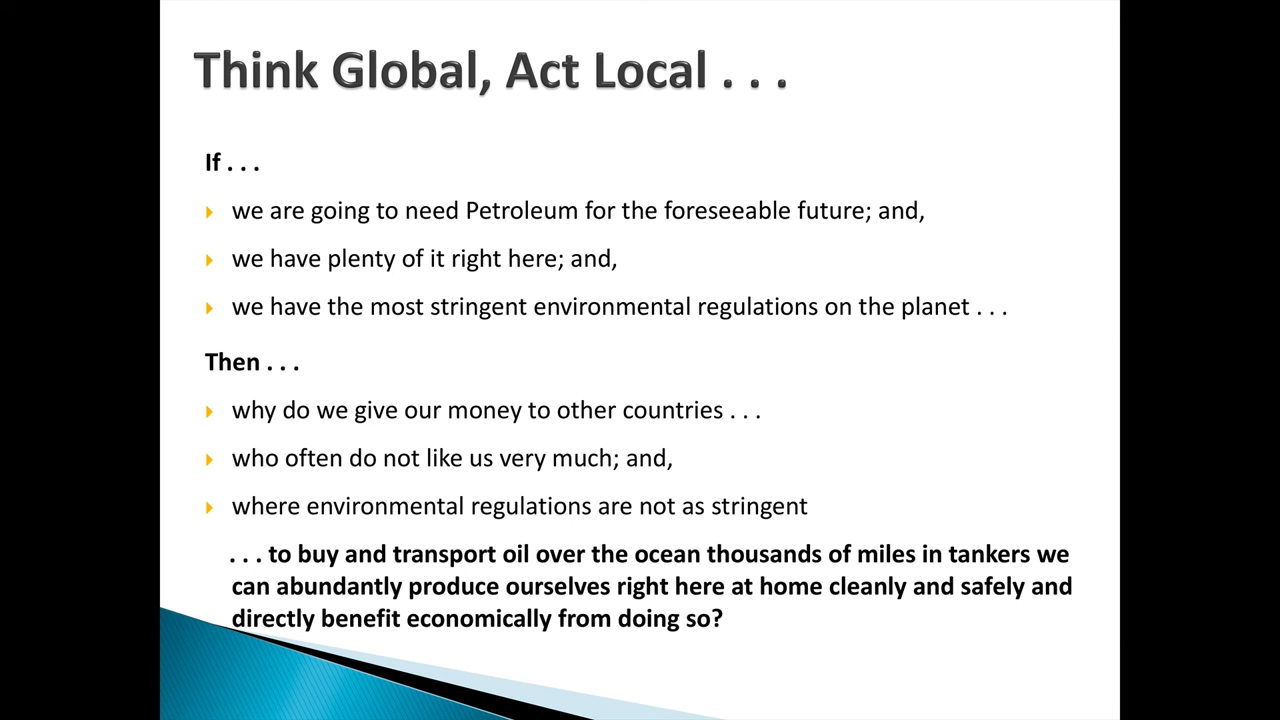 Think Global, Act Local . . .
If . . .
we are going to need Petroleum for the foreseeable future; and,
we have plenty of it right here; and,
we have the most stringent environmental regulations on the planet . . .
Then . . .
why do we give our money to other countries . . .
who often do not like us very much; and,
where environmental regulations are not as stringent
. . . to buy and transport oil over the ocean thousands of miles in tankers we
can abundantly produce ourselves right here at home cleanly and safely and
directly benefit economically from doing so?